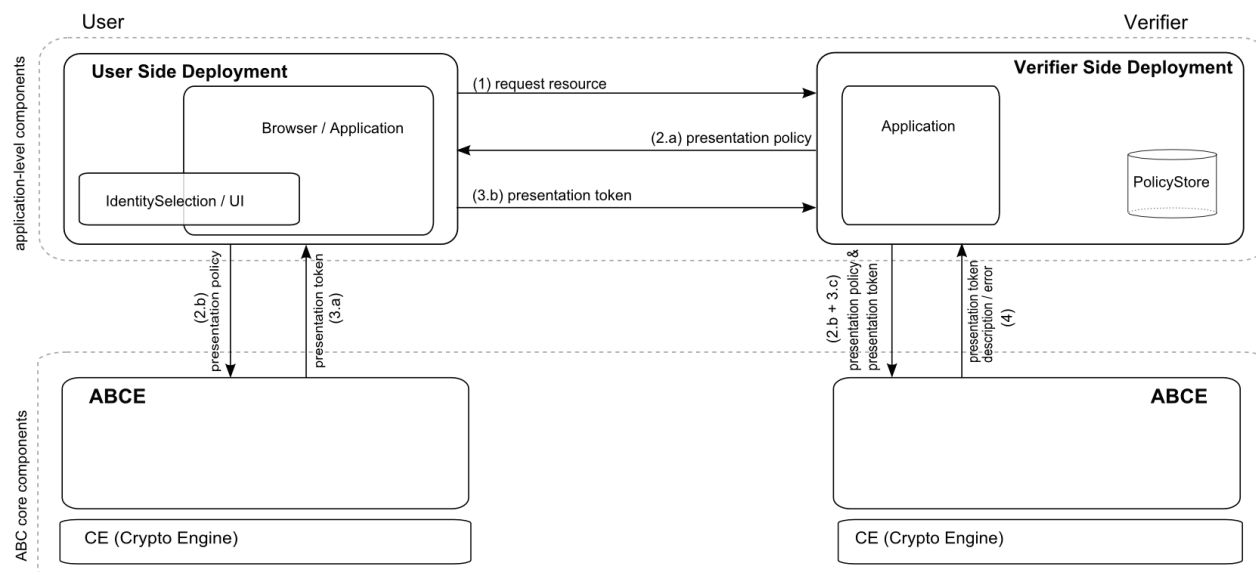 User
Verifier
application-level components
User Side Deployment
Browser / Application
IdentitySelection / UI
(1) request resource
(2.a) presentation policy
(3.b) presentation token
Verifier Side Deployment
Application
PolicyStore
(2.b)
presentation policy
presentation token
(3.a)
(2.b + 3.c)
presentation policy &
presentation token
presentation token
description / error
(4)
ABC core components
ABCE
CE (Crypto Engine)
ABCE
CE (Crypto Engine)